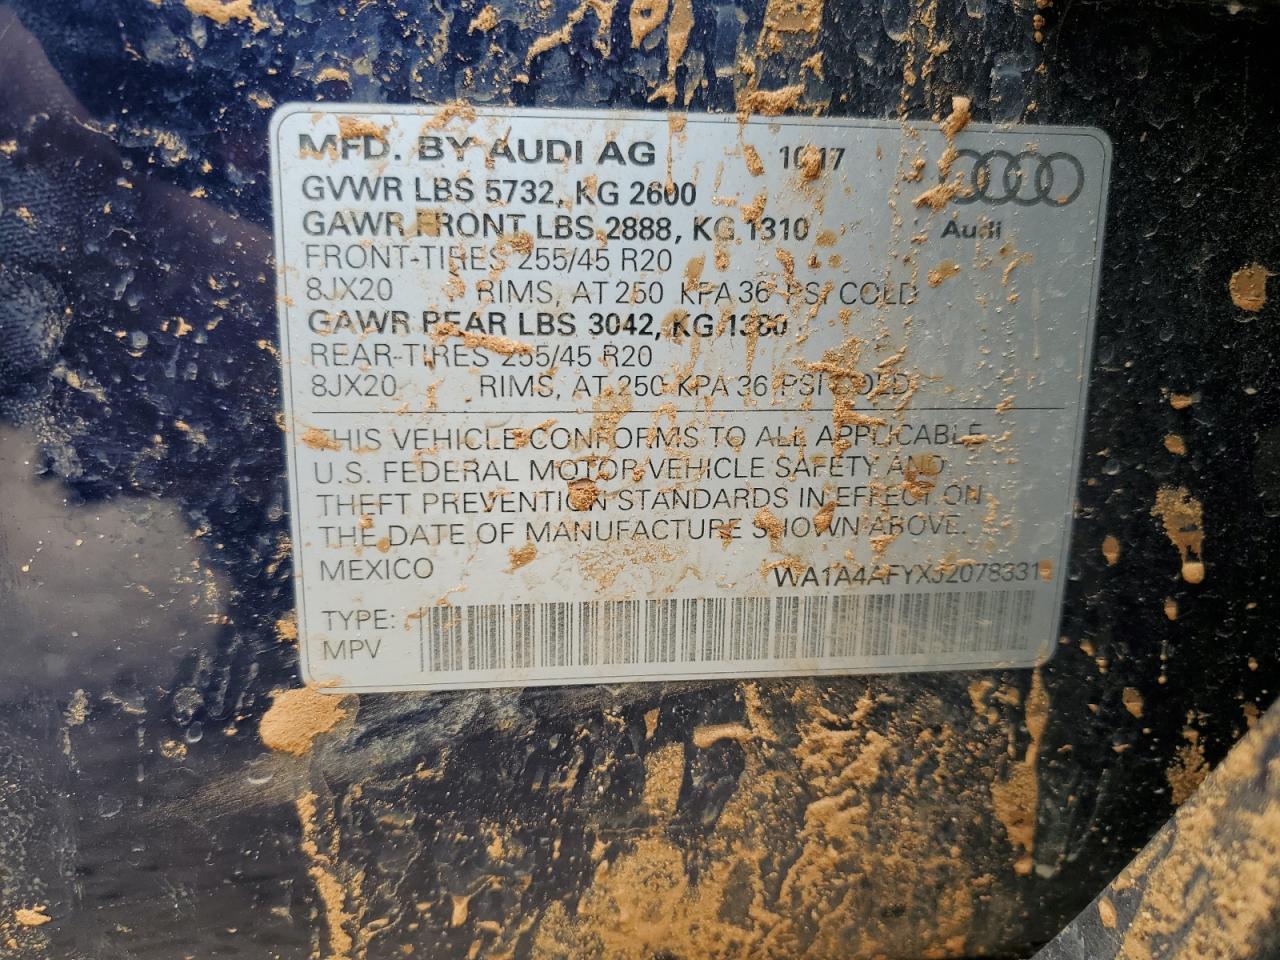 MFD. BY AUDI AG 10/17
GVWR LBS 5732, KG 2600
GAWR FRONT LBS 2888, KG 1310
Audi
FRONT-TIRES 255/45 R20
8JX20 RIMS, AT 250 KPA 36 PSI COLD
GAWR REAR LBS 3042, KG 1380
REAR-TIRES 255/45 R20
8JX20 RIMS, AT 250 KPA 36 PSI COLD
THIS VEHICLE CONFORMS TO ALL APPLICABLE
U.S. FEDERAL MOTOR VEHICLE SAFETY AND
THEFT PREVENTION STANDARDS IN EFFECT ON
THE DATE OF MANUFACTURE SHOWN ABOVE.
MEXICO
TYPE:
MPV